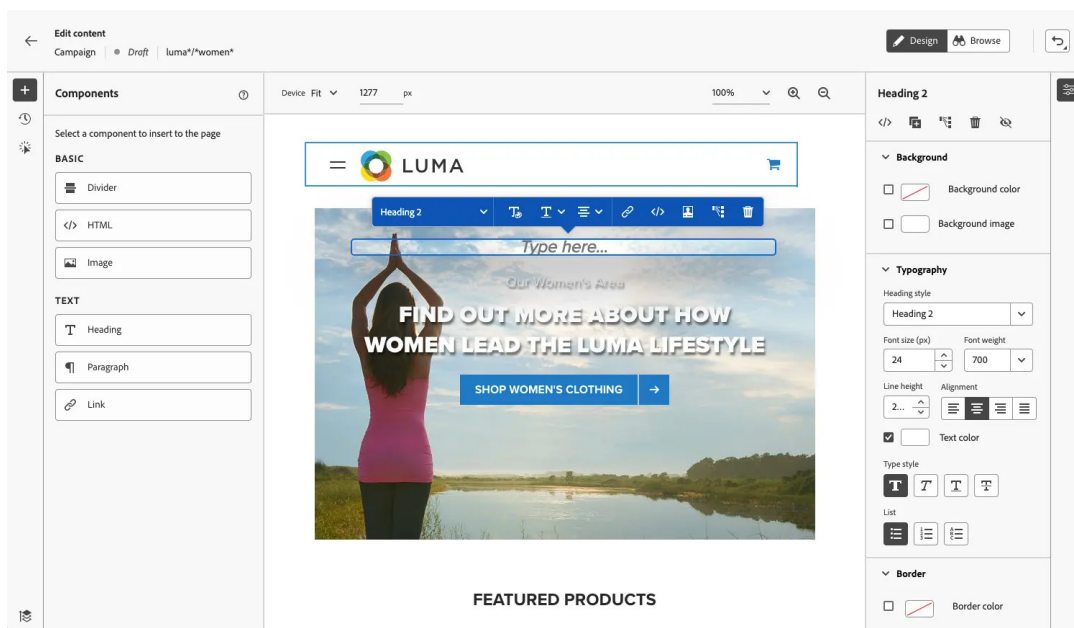 Edit content
Campaign Draft luma*/*women*
Design Browse
Components
Device Fit 1277 px
100%
Heading 2
Select a component to insert to the page
BASIC
Divider
HTML
Image
TEXT
Heading
Paragraph
Link
LUMA
Heading 2
Type here...
Our Women's Area
FIND OUT MORE ABOUT HOW
WOMEN LEAD THE LUMA LIFESTYLE
SHOP WOMEN'S CLOTHING
FEATURED PRODUCTS
Background
Background color
Background image
Typography
Heading style
Heading 2
Font size (px) Font weight
24 700
Line height Alignment
2...
Text color
Type style
List
Border
Border color